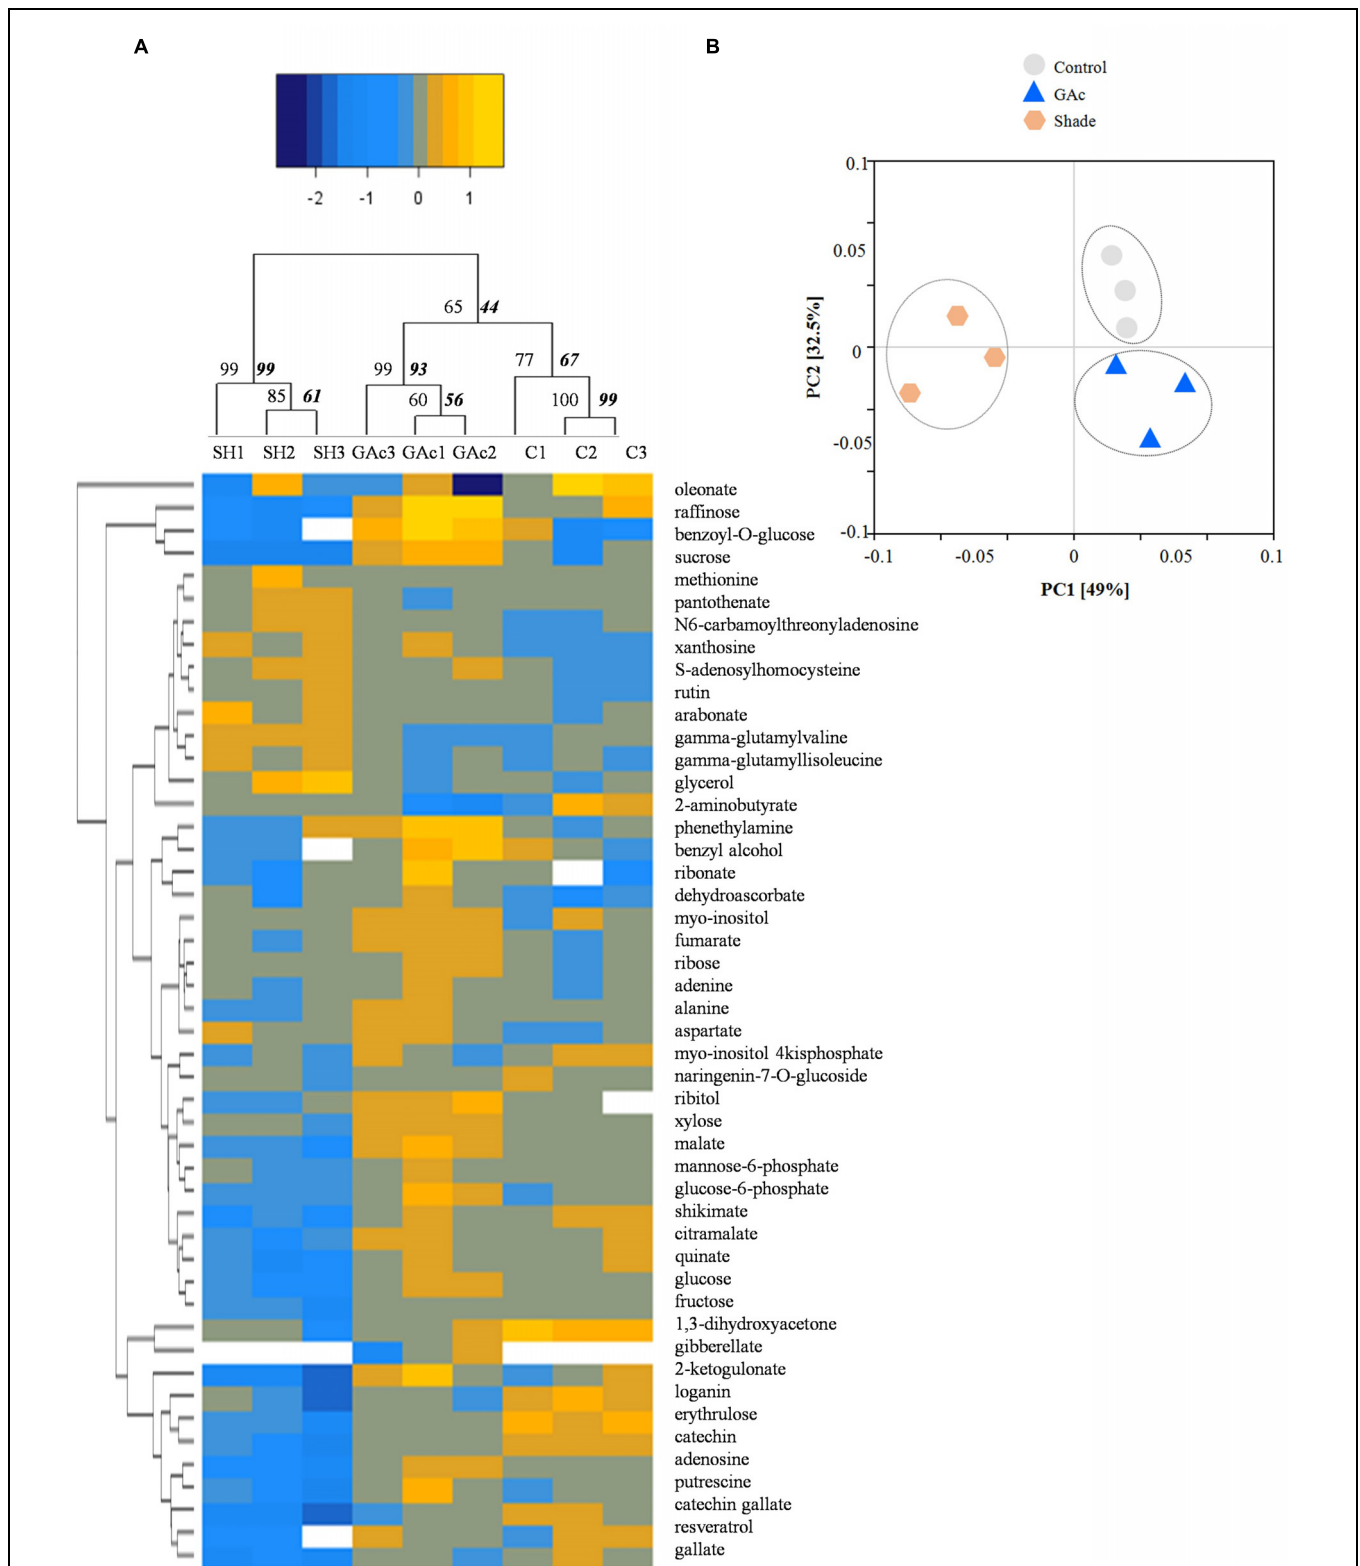 A
B
Control
GAc
Shade
-2 -1 0 1
0.1
0.05
0
-0.05
-0.1
PC2 [32.5%]
-0.1 -0.05 0 0.05 0.1
PC1 [49%]
65 44
99 99
99 93
77 67
85 61
60 56
100 99
SH1 SH2 SH3 GAc3 GAc1 GAc2 C1 C2 C3
oleonate
raffinose
benzoyl-O-glucose
sucrose
methionine
pantothenate
N6-carbamoylthreonyladenosine
xanthosine
S-adenosylhomocysteine
rutin
arabonate
gamma-glutamylvaline
gamma-glutamyllisoleucine
glycerol
2-aminobutyrate
phenethylamine
benzyl alcohol
ribonate
dehydroascorbate
myo-inositol
fumarate
ribose
adenine
alanine
aspartate
myo-inositol 4kisphosphate
naringenin-7-O-glucoside
ribitol
xylose
malate
mannose-6-phosphate
glucose-6-phosphate
shikimate
citramalate
quinate
glucose
fructose
1,3-dihydroxyacetone
gibberellate
2-ketogulonate
loganin
erythrulose
catechin
adenosine
putrescine
catechin gallate
resveratrol
gallate